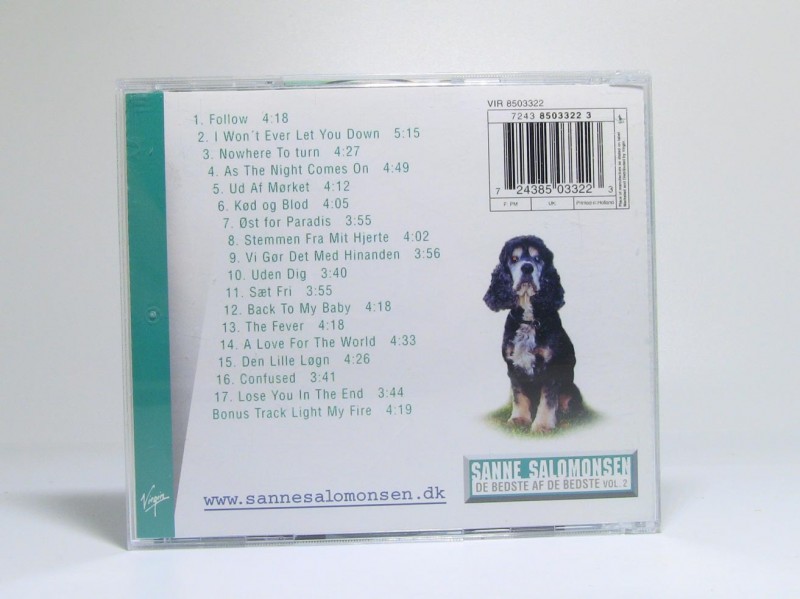 1. Follow 4:18
2. I Won´t Ever Let You Down 5:15
3. Nowhere To turn 4:27
4. As The Night Comes On 4:49
5. Ud Af Mørket 4:12
6. Kød og Blod 4:05
7. Øst for Paradis 3:55
8. Stemmen Fra Mit Hjerte 4:02
9. Vi Gør Det Med Hinanden 3:56
10. Uden Dig 3:40
11. Sæt Fri 3:55
12. Back To My Baby 4:18
13. The Fever 4:18
14. A Love For The World 4:33
15. Den Lille Løgn 4:26
16. Confused 3:41
17. Lose You In The End 3:44
Bonus Track Light My Fire 4:19
www.sannesalomonsen.dk
Virgin
VIR 8503322
7243 8503322 3
7 24385 03322 3
F: PM UK: Printed in Holland
SANNE SALOMONSEN
DE BEDSTE AF DE BEDSTE VOL. 2